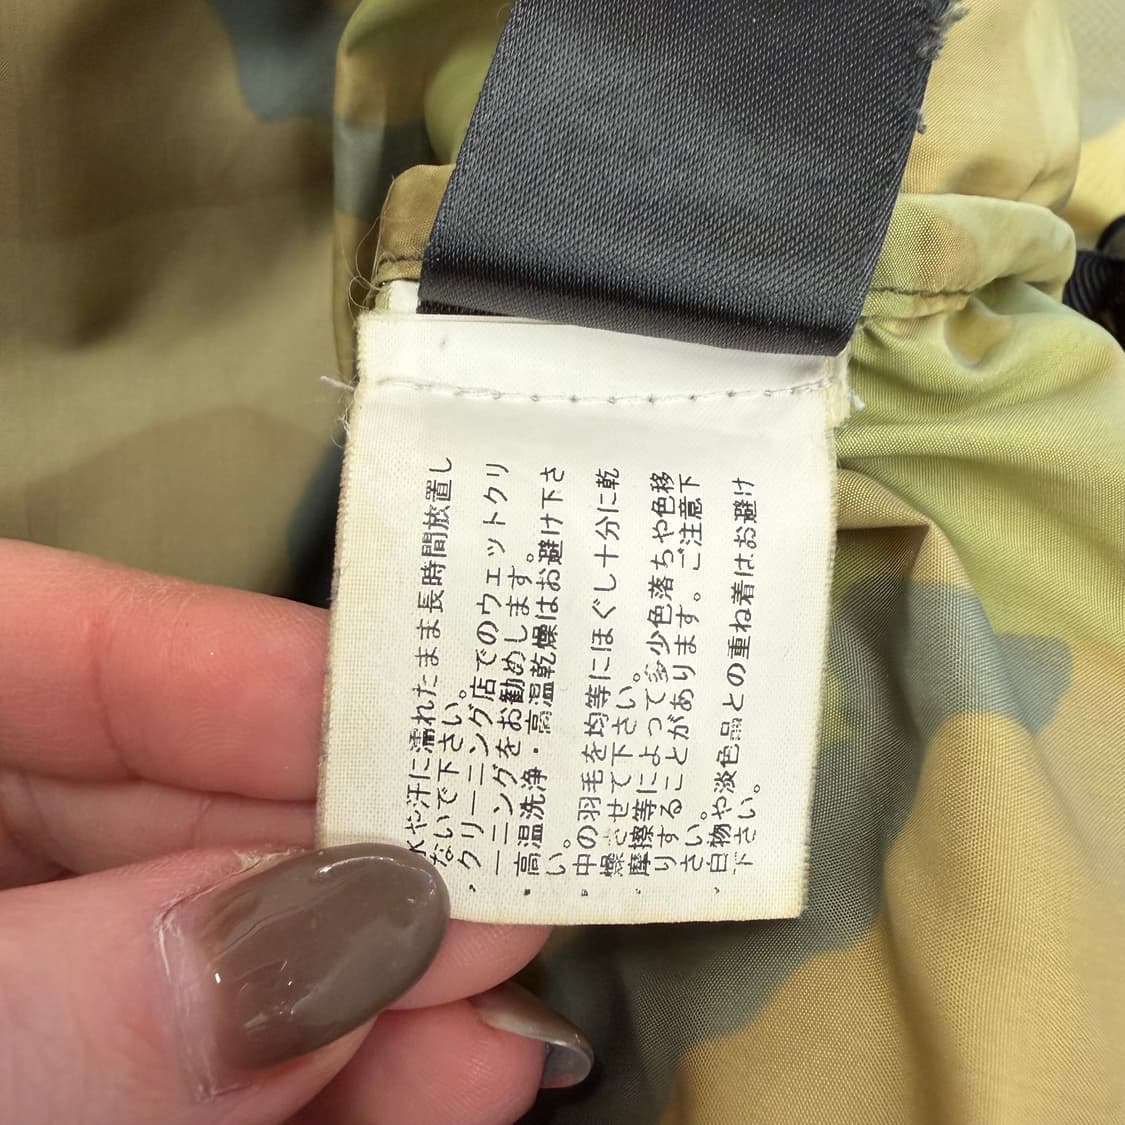 水や汗に濡れたまま長時間放置し
ないで下さい。
・クリーニング店でのウェットクリ
ーニングをお勧めします。
・高温洗浄・高温乾燥はお避け下さ
い。
・中の羽毛を均等にほぐし十分に乾
燥させて下さい。
・摩擦等によって多少色落ちや色移
りすることがあります。ご注意下
さい。
・白物や淡色品との重ね着はお避け
下さい。